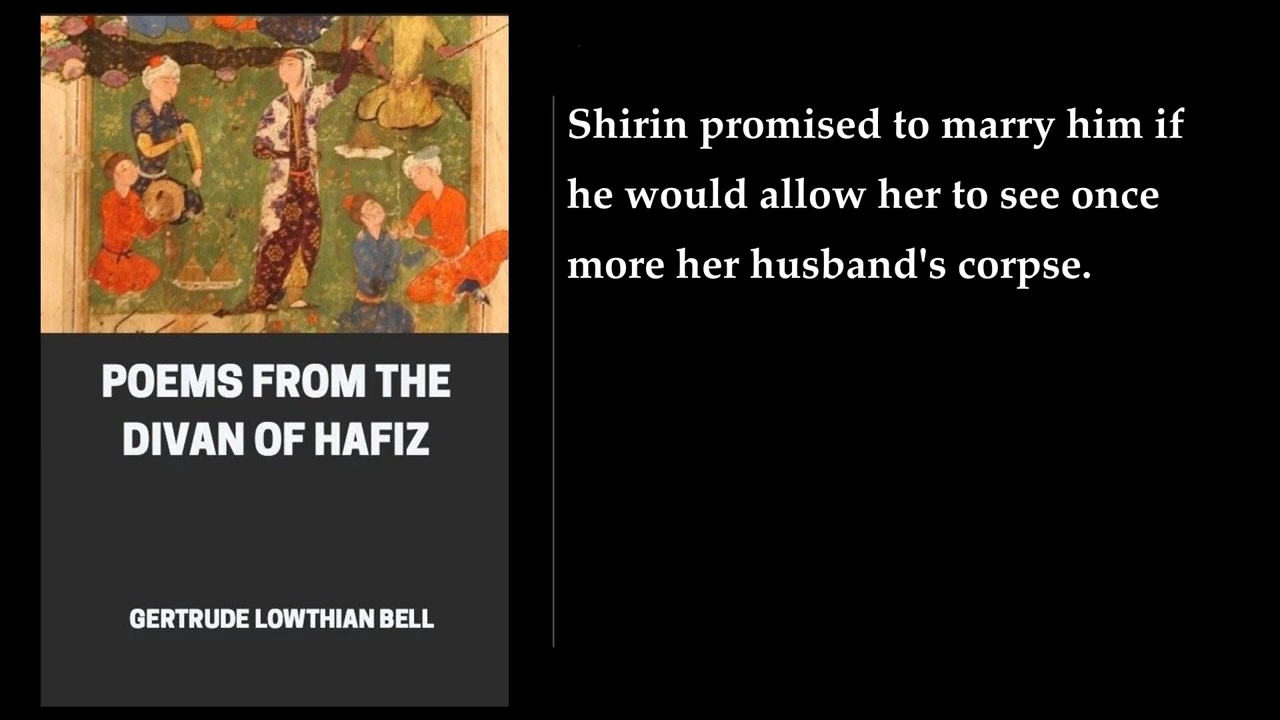 POEMS FROM THE
DIVAN OF HAFIZ
GERTRUDE LOWTHIAN BELL
Shirin promised to marry him if
he would allow her to see once
more her husband's corpse.